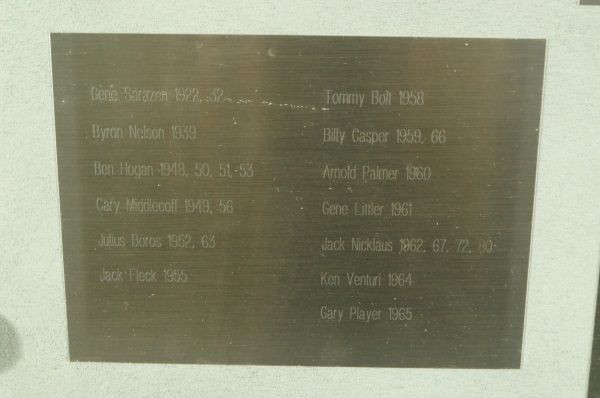 Gene Sarazen 1922, 32
Byron Nelson 1939
Ben Hogan 1948, 50, 51, 53
Cary Middlecoff 1949, 56
Julius Boros 1952, 63
Jack Fleck 1955
Tommy Bolt 1958
Billy Casper 1959, 66
Arnold Palmer 1960
Gene Littler 1961
Jack Nicklaus 1962, 67, 72, 80
Ken Venturi 1964
Gary Player 1965